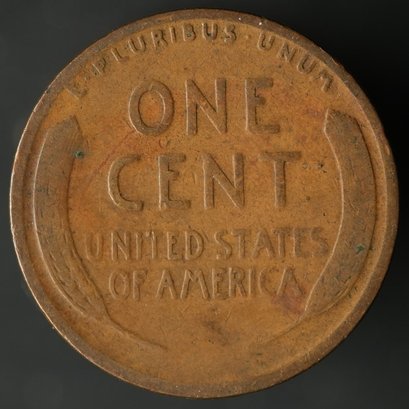 E·PLURIBUS·UNUM
ONE
CENT
UNITED STATES
OF AMERICA